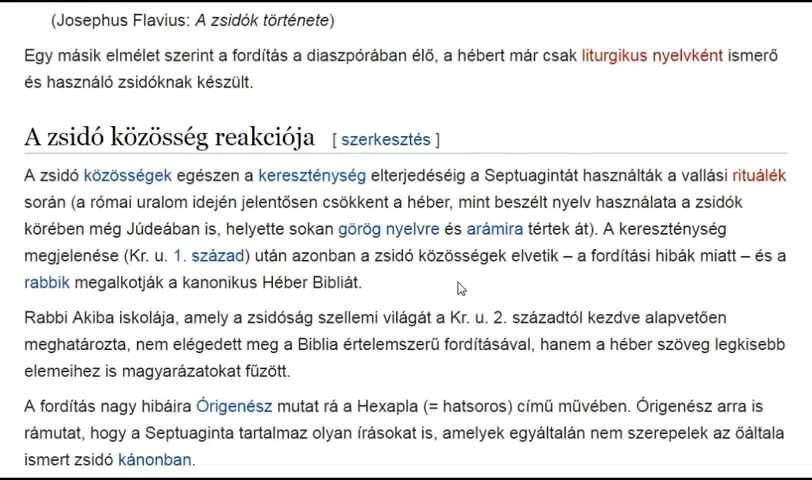 (Josephus Flavius: A zsidók története)
Egy másik elmélet szerint a fordítás a diaszpórában élő, a hébert már csak liturgikus nyelvként ismerő
és használó zsidóknak készült.
A zsidó közösség reakciója [ szerkesztés ]
A zsidó közösségek egészen a kereszténység elterjedéséig a Septuagintát használták a vallási rituálék
során (a római uralom idején jelentősen csökkent a héber, mint beszélt nyelv használata a zsidók
körében még Júdeában is, helyette sokan görög nyelvre és arámira tértek át). A kereszténység
megjelenése (Kr. u. 1. század) után azonban a zsidó közösségek elvetik – a fordítási hibák miatt – és a
rabbik megalkotják a kanonikus Héber Bibliát.
Rabbi Akiba iskolája, amely a zsidóság szellemi világát a Kr. u. 2. századtól kezdve alapvetően
meghatározta, nem elégedett meg a Biblia értelemszerű fordításával, hanem a héber szöveg legkisebb
elemeihez is magyarázatokat fűzött.
A fordítás nagy hibáira Órigenész mutat rá a Hexapla (= hatsoros) című művében. Órigenész arra is
rámutat, hogy a Septuaginta tartalmaz olyan írásokat is, amelyek egyáltalán nem szerepelek az őáltala
ismert zsidó kánonban.